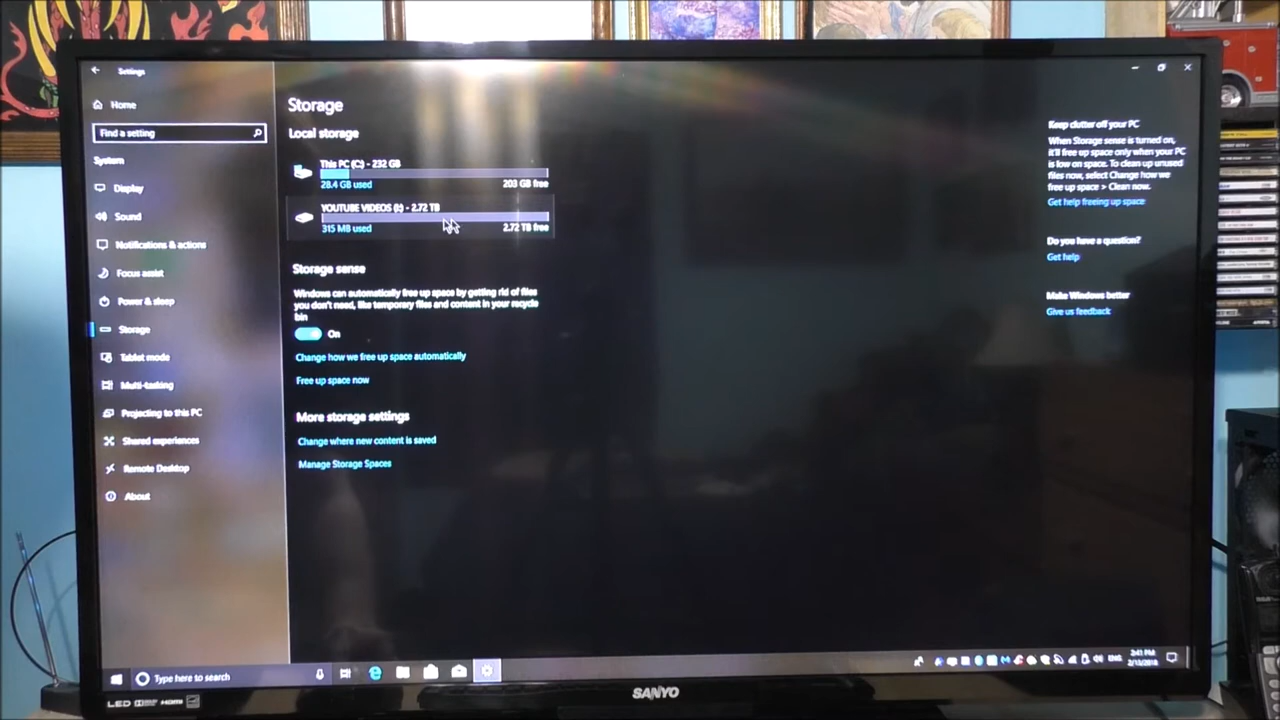 Settings
Home
Find a setting
System
Display
Sound
Notifications & actions
Focus assist
Power & sleep
Storage
Tablet mode
Multi-tasking
Projecting to this PC
Shared experiences
Remote Desktop
About
Storage
Local storage
This PC (C:) - 232 GB
28.4 GB used
203 GB free
YOUTUBE VIDEOS (I:) - 2.72 TB
315 MB used
2.72 TB free
Storage sense
Windows can automatically free up space by getting rid of files
you don't need, like temporary files and content in your recycle
bin
On
Change how we free up space automatically
Free up space now
More storage settings
Change where new content is saved
Manage Storage Spaces
Keep clutter off your PC
When Storage sense is turned on,
it'll free up space only when your PC
is low on space. To clean up unused
files now, select Change how we
free up space > Clean now.
Get help freeing up space
Do you have a question?
Get help
Make Windows better
Give us feedback
Type here to search
ENG
3:41 PM
LED
HDMI
SANYO